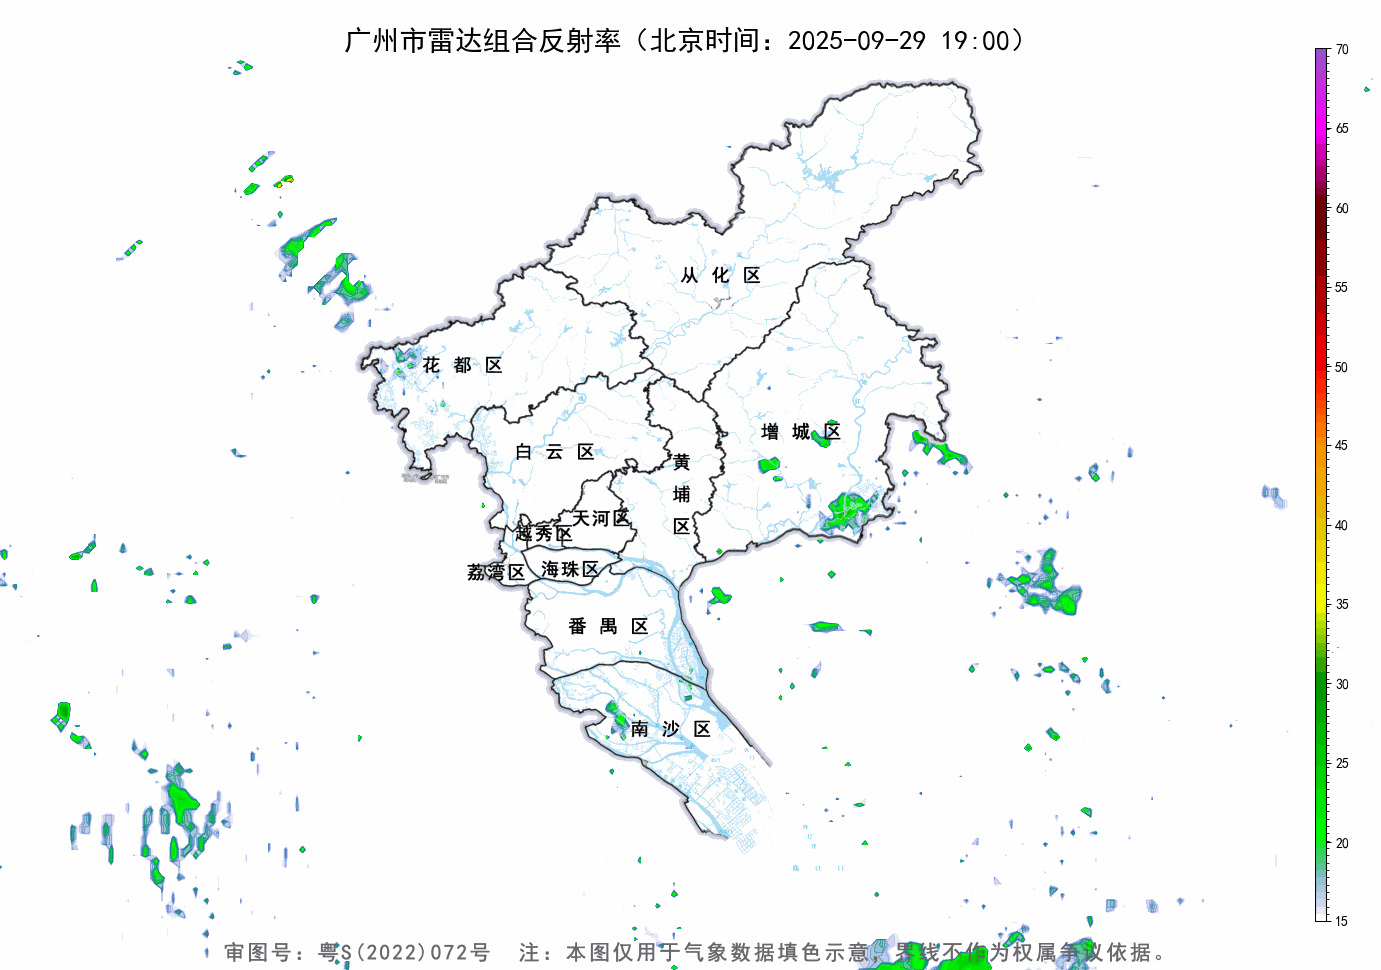 广州市雷达组合反射率（北京时间：2025-09-29 19:00）
70
65
60
55
50
45
40
35
30
25
20
15
从 化 区
花 都 区
增 城 区
白 云 区
黄
埔
区
天河区
越秀区
海珠区
荔湾区
番 禺 区
南 沙 区
审图号：粤S(2022)072号 注：本图仅用于气象数据填色示意，界线不作为权属争议依据。